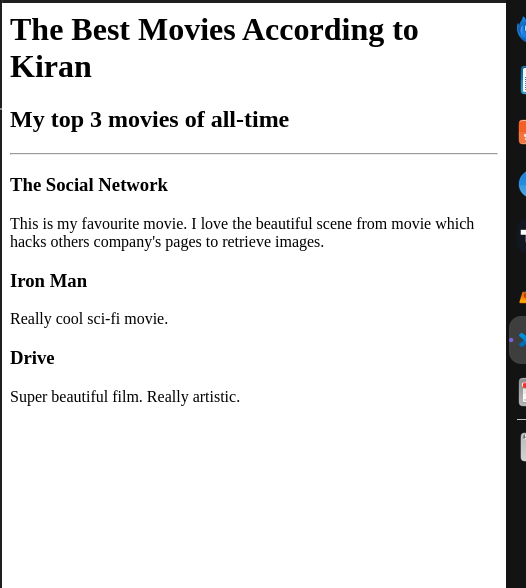 The Best Movies According to
Kiran
My top 3 movies of all-time
The Social Network
This is my favourite movie. I love the beautiful scene from movie which
hacks others company's pages to retrieve images.
Iron Man
Really cool sci-fi movie.
Drive
Super beautiful film. Really artistic.